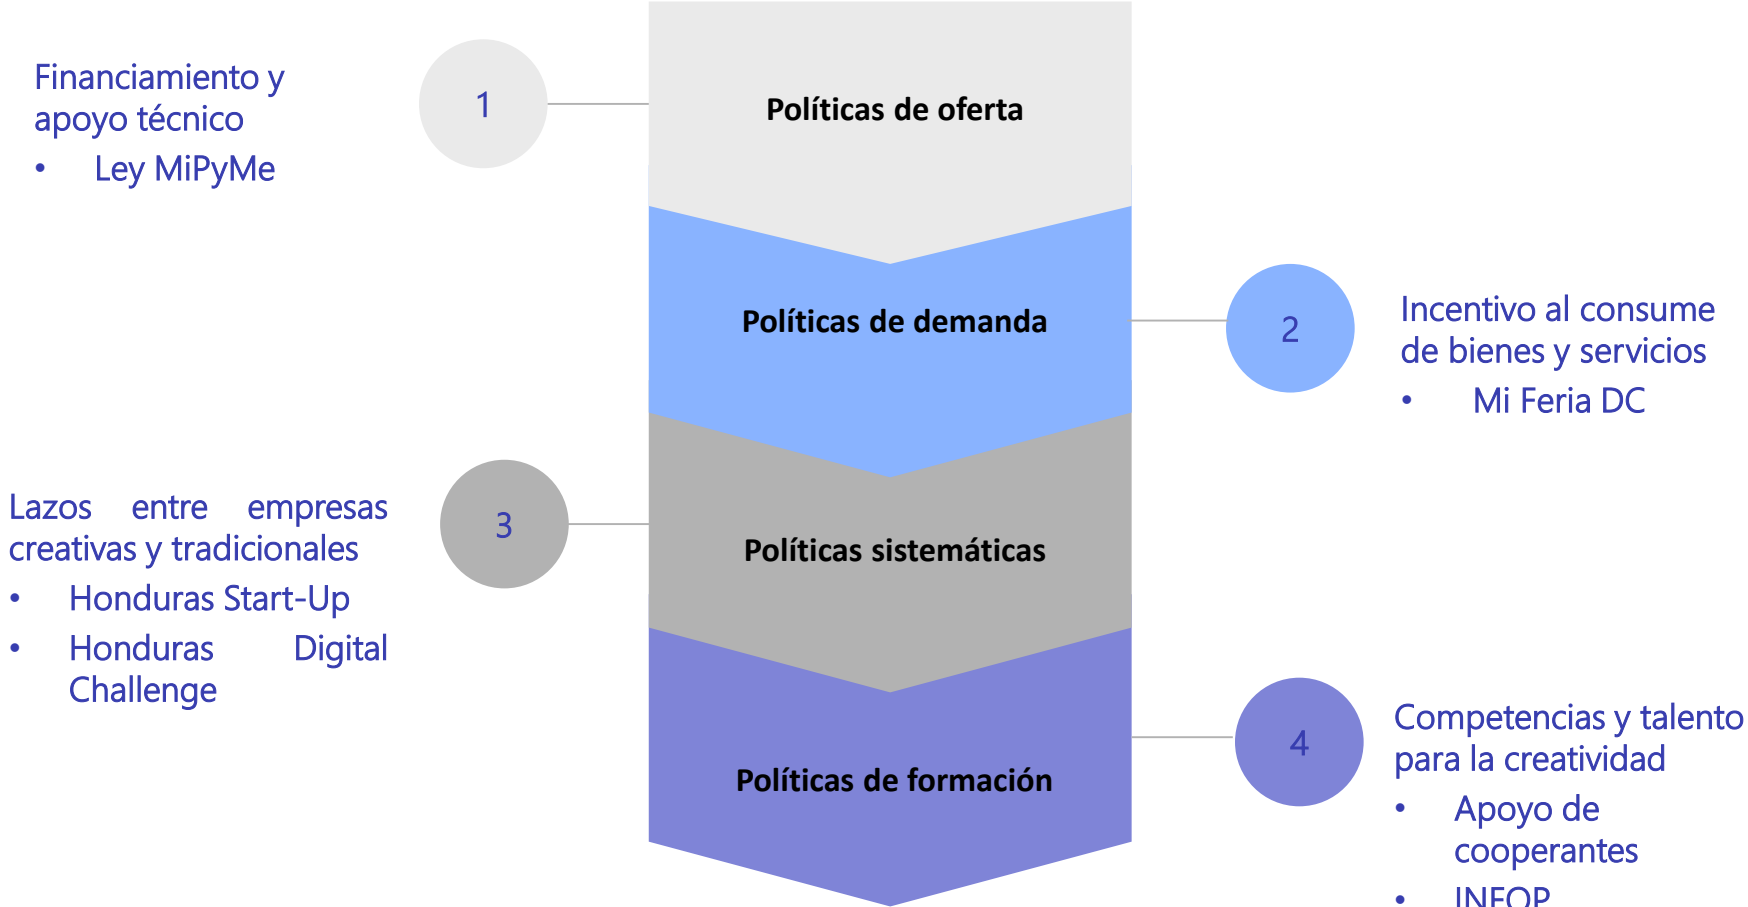 Financiamiento y
apoyo técnico
• Ley MiPyMe
1
Políticas de oferta
Políticas de demanda
2
Incentivo al consume
de bienes y servicios
• Mi Feria DC
Lazos entre empresas
creativas y tradicionales
• Honduras Start-Up
• Honduras Digital
Challenge
3
Políticas sistemáticas
Políticas de formación
4
Competencias y talento
para la creatividad
• Apoyo de
cooperantes
• INFOP